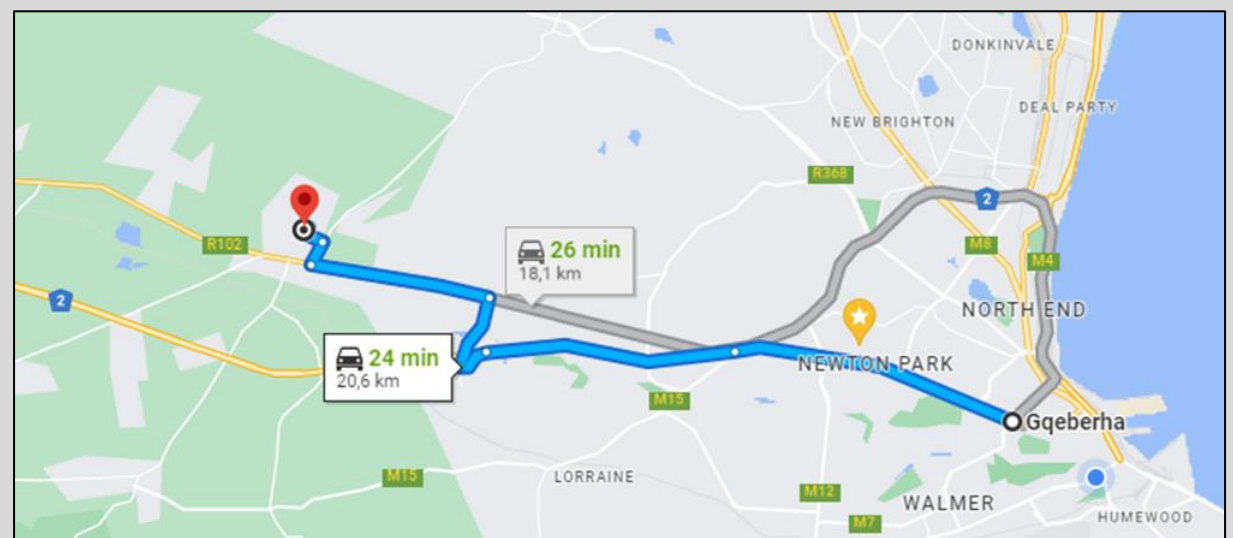 DONKINVALE
DEAL PARTY
NEW BRIGHTON
R368
2
R102
M8
26 min
18,1 km
M4
2
NORTH END
24 min
20,6 km
NEWTON PARK
M15
Gqeberha
M15
LORRAINE
M12
WALMER
M7
HUMEWOOD